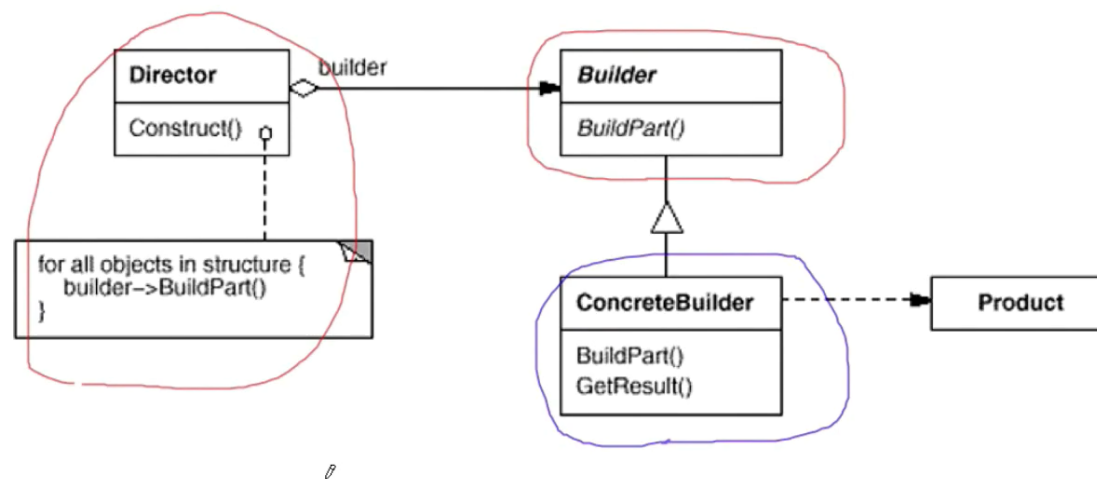 Director
Construct()
builder
Builder
BuildPart()
for all objects in structure {
builder->BuildPart()
}
ConcreteBuilder
BuildPart()
GetResult()
Product